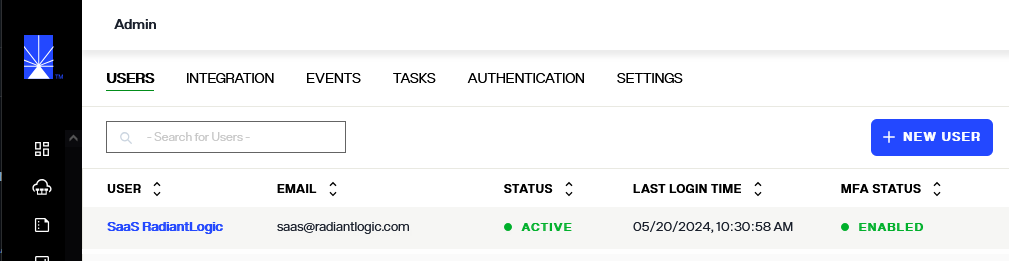 Admin
USERS INTEGRATION EVENTS TASKS AUTHENTICATION SETTINGS
- Search for Users -
+ NEW USER
USER EMAIL STATUS LAST LOGIN TIME MFA STATUS
SaaS RadiantLogic saas@radiantlogic.com ACTIVE 05/20/2024, 10:30:58 AM ENABLED
TM